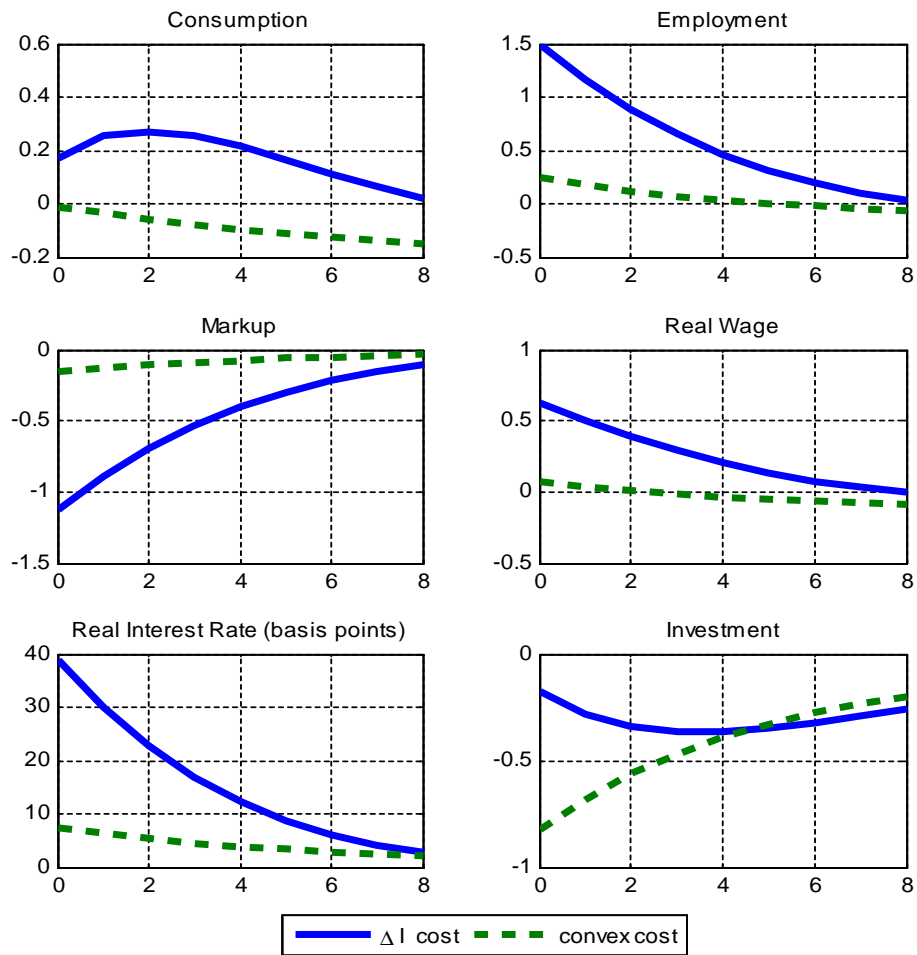 Consumption
0.6
0.4
0.2
0
-0.2
0 2 4 6 8
Employment
1.5
1
0.5
0
-0.5
0 2 4 6 8
Markup
0
-0.5
-1
-1.5
0 2 4 6 8
Real Wage
1
0.5
0
-0.5
0 2 4 6 8
Real Interest Rate (basis points)
40
30
20
10
0
0 2 4 6 8
Investment
0
-0.5
-1
0 2 4 6 8
Δ I cost convex cost